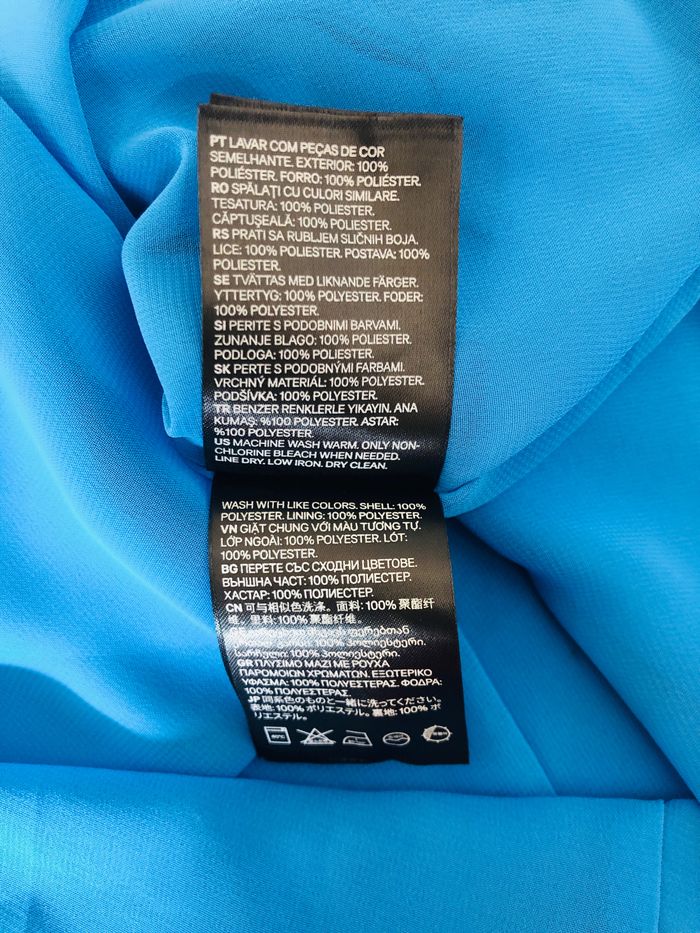 PT LAVAR COM PEÇAS DE COR
SEMELHANTE. EXTERIOR: 100%
POLIÉSTER. FORRO: 100% POLIÉSTER.
RO SPĂLAȚI CU CULORI SIMILARE.
TESATURA: 100% POLIESTER.
CĂPTUȘEALĂ: 100% POLIESTER.
RS PRATI SA RUBLJEM SLIČNIH BOJA.
LICE: 100% POLIESTER. POSTAVA: 100%
POLIESTER.
SE TVÄTTAS MED LIKNANDE FÄRGER.
YTTERTYG: 100% POLYESTER. FODER:
100% POLYESTER.
SI PERITE S PODOBNIMI BARVAMI.
ZUNANJE BLAGO: 100% POLIESTER.
PODLOGA: 100% POLIESTER.
SK PERTE S PODOBNÝMI FARBAMI.
VRCHNÝ MATERIÁL: 100% POLYESTER.
PODŠÍVKA: 100% POLYESTER.
TR BENZER RENKLERLE YIKAYIN. ANA
KUMAŞ: %100 POLYESTER. ASTAR:
%100 POLYESTER.
US MACHINE WASH WARM. ONLY NON-
CHLORINE BLEACH WHEN NEEDED.
LINE DRY. LOW IRON. DRY CLEAN.
WASH WITH LIKE COLORS. SHELL: 100%
POLYESTER. LINING: 100% POLYESTER.
VN GIẶT CHUNG VỚI MÀU TƯƠNG TỰ.
LỚP NGOÀI: 100% POLYESTER. LÓT:
100% POLYESTER.
BG ПЕРЕТЕ СЪС СХОДНИ ЦВЕТОВЕ.
ВЪНШНА ЧАСТ: 100% ПОЛИЕСТЕР.
ХАСТАР: 100% ПОЛИЕСТЕР.
CN 可与相似色洗涤。面料: 100% 聚酯纤
维。里料: 100% 聚酯纤维。
ფერებთან
100% პოლიესტერი.
სარჩული: 100% პოლიესტერი.
GR ΠΛΥΣΙΜΟ ΜΑΖΙ ΜΕ ΡΟΥΧΑ
ΠΑΡΟΜΟΙΩΝ ΧΡΩΜΑΤΩΝ. ΕΞΩΤΕΡΙΚΟ
ΥΦΑΣΜΑ: 100% ΠΟΛΥΕΣΤΕΡΑΣ. ΦΟΔΡΑ:
100% ΠΟΛΥΕΣΤΕΡΑΣ.
JP 同系色のものと一緒に洗ってください。
表地: 100% ポリエステル。裏地: 100% ポ
リエステル。